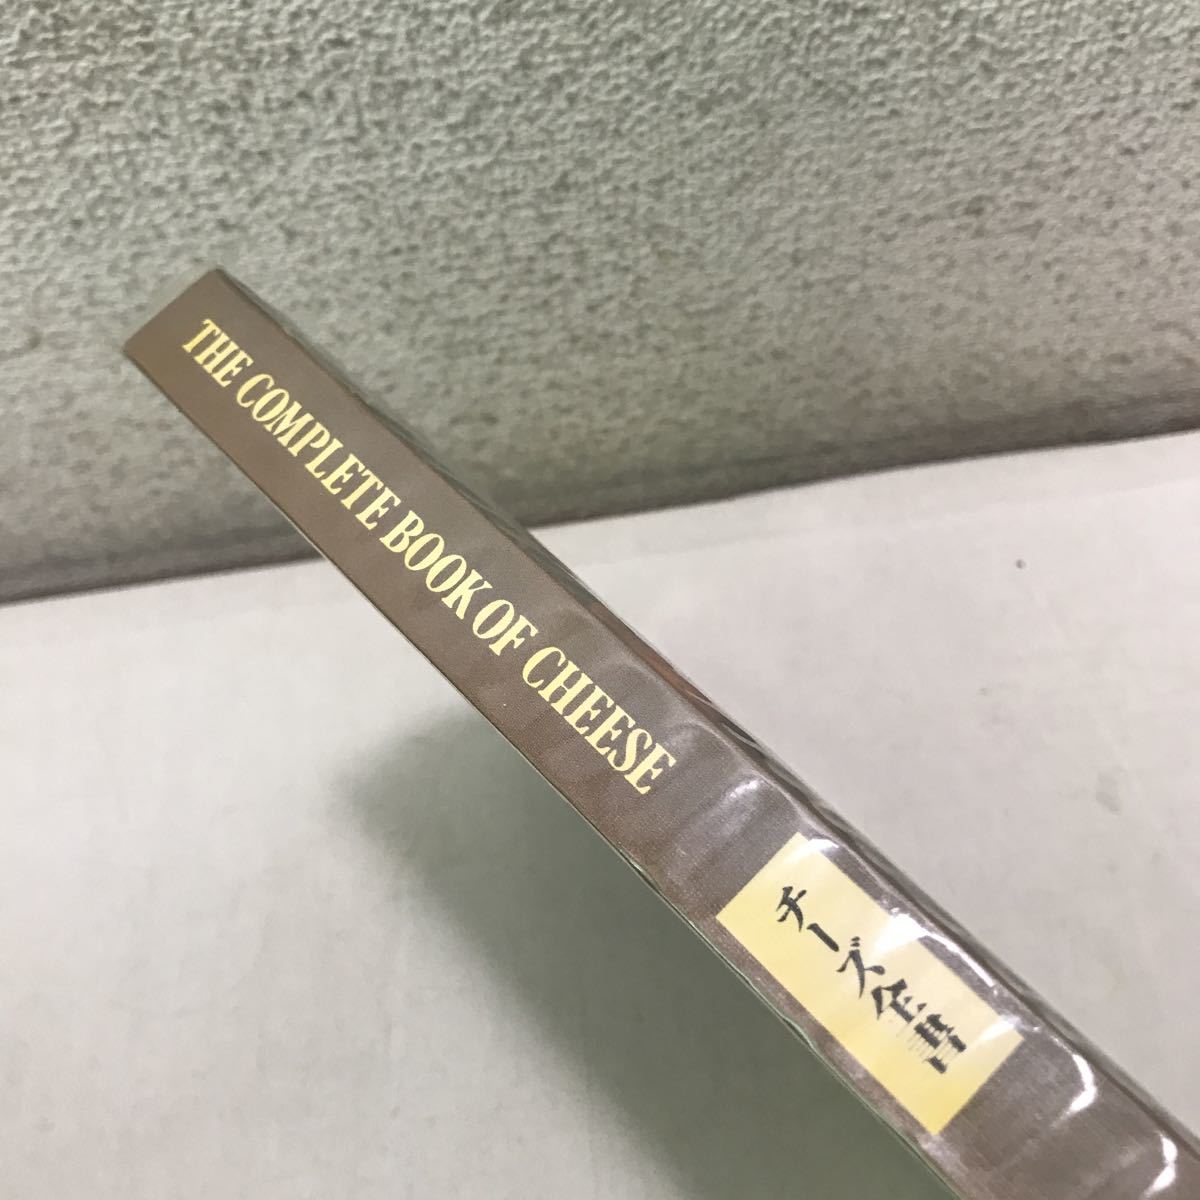 THE COMPLETE BOOK OF CHEESE
チーズ全書